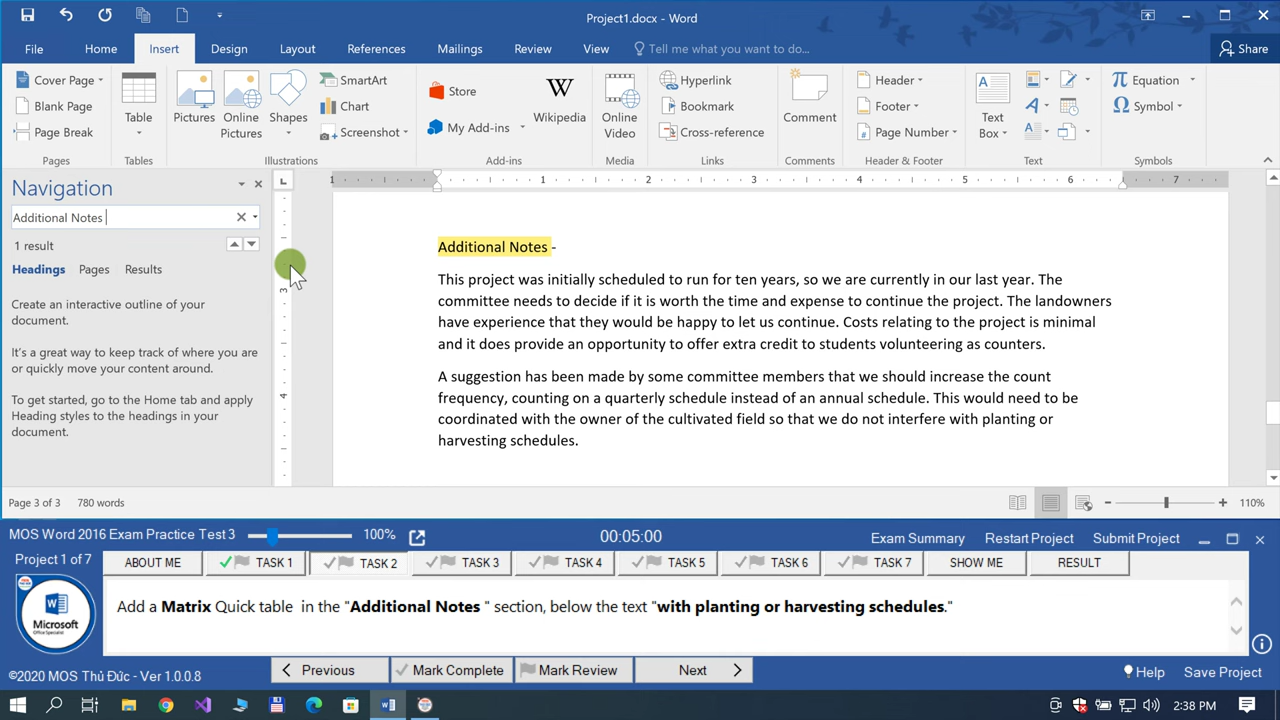 Project1.docx - Word
File Home Insert Design Layout References Mailings Review View Tell me what you want to do... Share
Cover Page
Blank Page
Page Break
Pages
Table
Tables
Pictures
Online Pictures
Shapes
SmartArt
Chart
Screenshot
Illustrations
Store
My Add-ins
Wikipedia
Add-ins
Online Video
Media
Hyperlink
Bookmark
Cross-reference
Links
Comment
Comments
Header
Footer
Page Number
Header & Footer
Text Box
Text
Equation
Symbol
Symbols
Navigation
Additional Notes
1 result
Headings Pages Results
Create an interactive outline of your
document.
It's a great way to keep track of where you are
or quickly move your content around.
To get started, go to the Home tab and apply
Heading styles to the headings in your
document.
L
1 1 2 3 4 5 6 7
3
4
Additional Notes -
This project was initially scheduled to run for ten years, so we are currently in our last year. The
committee needs to decide if it is worth the time and expense to continue the project. The landowners
have experience that they would be happy to let us continue. Costs relating to the project is minimal
and it does provide an opportunity to offer extra credit to students volunteering as counters.
A suggestion has been made by some committee members that we should increase the count
frequency, counting on a quarterly schedule instead of an annual schedule. This would need to be
coordinated with the owner of the cultivated field so that we do not interfere with planting or
harvesting schedules.
Page 3 of 3 780 words 110%
MOS Word 2016 Exam Practice Test 3 100% 00:05:00 Exam Summary Restart Project Submit Project
Project 1 of 7 ABOUT ME TASK 1 TASK 2 TASK 3 TASK 4 TASK 5 TASK 6 TASK 7 SHOW ME RESULT
Microsoft
Office Specialist
Add a Matrix Quick table in the "Additional Notes " section, below the text "with planting or harvesting schedules."
©2020 MOS Thủ Đức - Ver 1.0.0.8 Previous Mark Complete Mark Review Next Help Save Project
2:38 PM